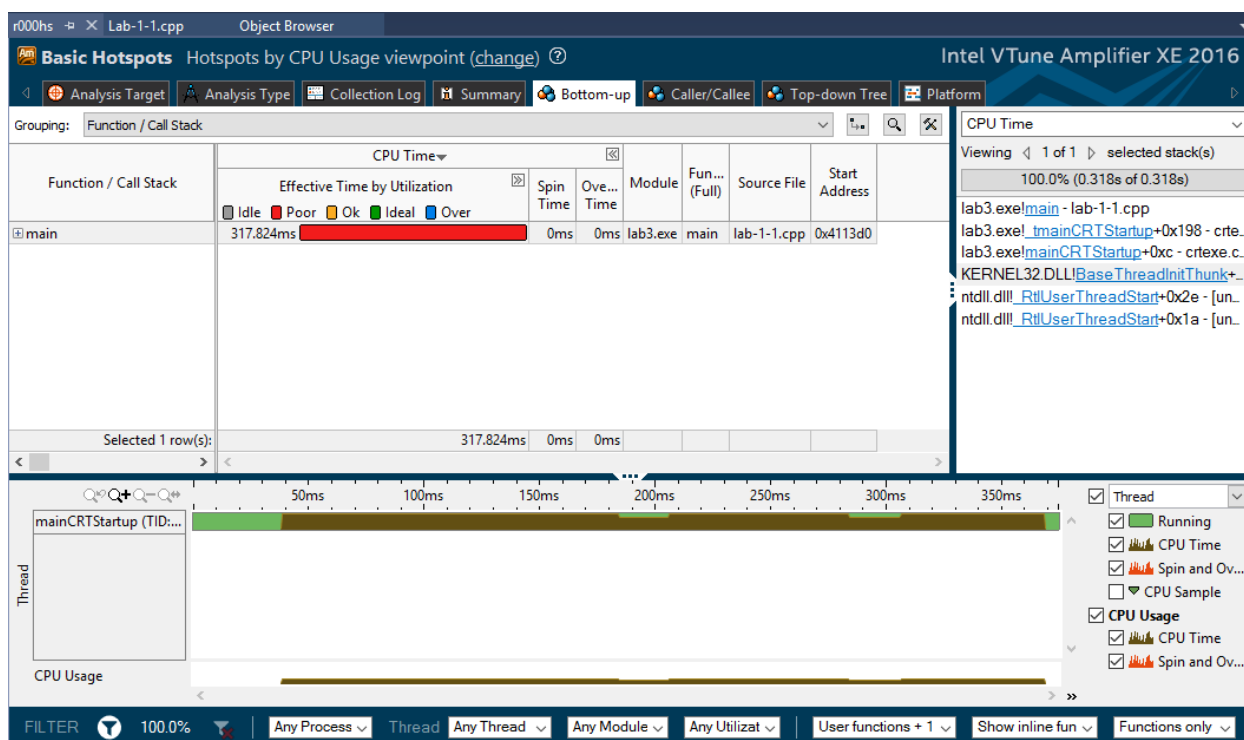 r000hs Lab-1-1.cpp Object Browser
Basic Hotspots Hotspots by CPU Usage viewpoint (change) Intel VTune Amplifier XE 2016
Analysis Target Analysis Type Collection Log Summary Bottom-up Caller/Callee Top-down Tree Platform
Grouping: Function / Call Stack
Function / Call Stack
CPU Time
Effective Time by Utilization
Idle Poor Ok Ideal Over
Spin Time
Ove... Time
Module
Fun... (Full)
Source File
Start Address
main 317.824ms 0ms 0ms lab3.exe main lab-1-1.cpp 0x4113d0
Selected 1 row(s): 317.824ms 0ms 0ms
CPU Time
Viewing 1 of 1 selected stack(s)
100.0% (0.318s of 0.318s)
lab3.exe!main - lab-1-1.cpp
lab3.exe!_tmainCRTStartup+0x198 - crte...
lab3.exe!mainCRTStartup+0xc - crtexe.c...
KERNEL32.DLL!BaseThreadInitThunk+...
ntdll.dll!_RtlUserThreadStart+0x2e - [un...
ntdll.dll!_RtlUserThreadStart+0x1a - [un...
50ms 100ms 150ms 200ms 250ms 300ms 350ms
mainCRTStartup (TID:...
Thread
CPU Usage
Thread
Running
CPU Time
Spin and Ov...
CPU Sample
CPU Usage
CPU Time
Spin and Ov...
FILTER 100.0% Any Process Thread Any Thread Any Module Any Utilizat User functions + 1 Show inline fun Functions only